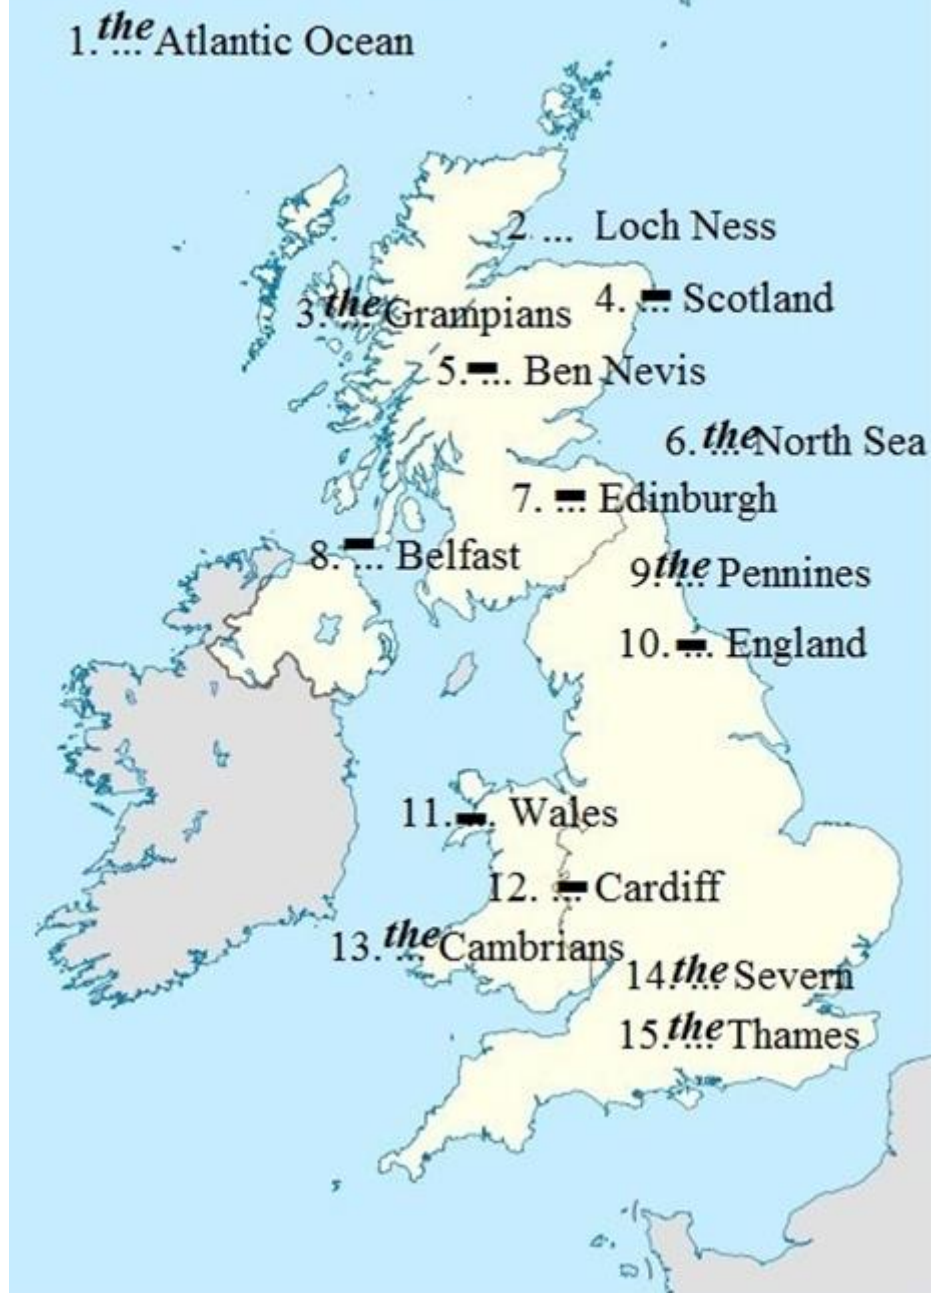 1. the ... Atlantic Ocean
2 ... Loch Ness
3. the ... Grampians
4. ▬ ... Scotland
5. ▬ ... Ben Nevis
6. the ... North Sea
7. ▬ ... Edinburgh
8. ▬ ... Belfast
9 the ... Pennines
10. ▬ ... England
11. ▬ ... Wales
12. ▬ ... Cardiff
13. the ... Cambrians
14 the ... Severn
15. the ... Thames